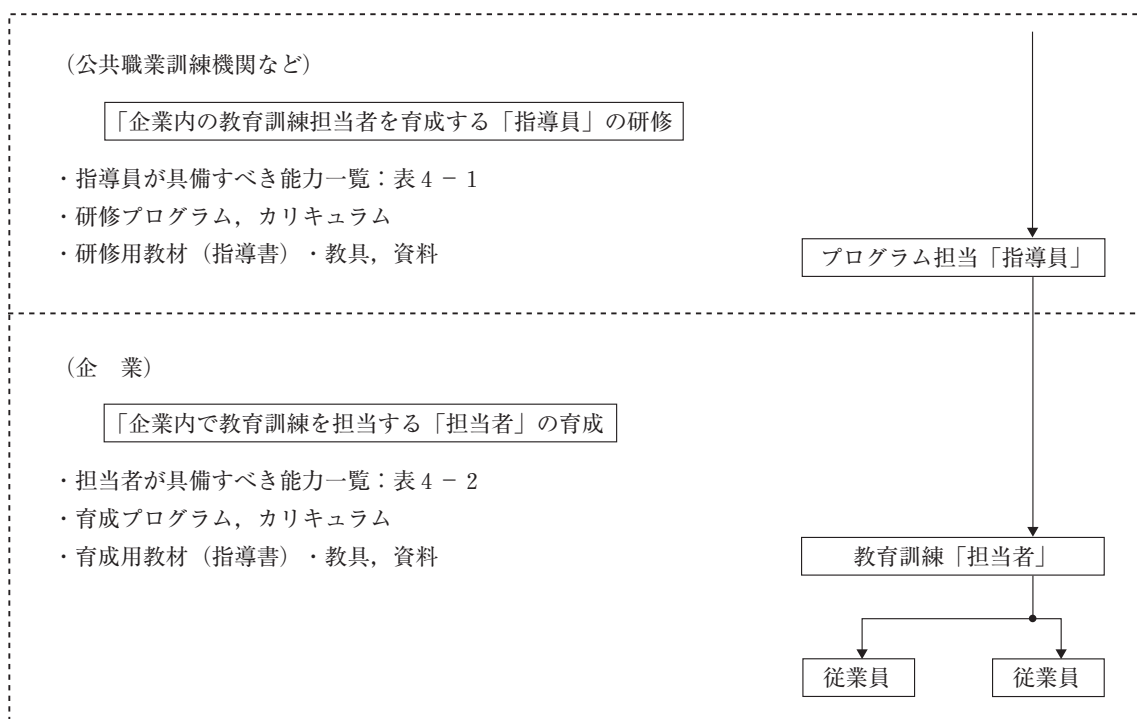 （公共職業訓練機関など）
「企業内の教育訓練担当者を育成する「指導員」の研修
・指導員が具備すべき能力一覧：表４－１
・研修プログラム，カリキュラム
・研修用教材（指導書）・教具，資料
プログラム担当「指導員」
（企　業）
「企業内で教育訓練を担当する「担当者」の育成
・担当者が具備すべき能力一覧：表４－２
・育成プログラム，カリキュラム
・育成用教材（指導書）・教具，資料
教育訓練「担当者」
従業員
従業員